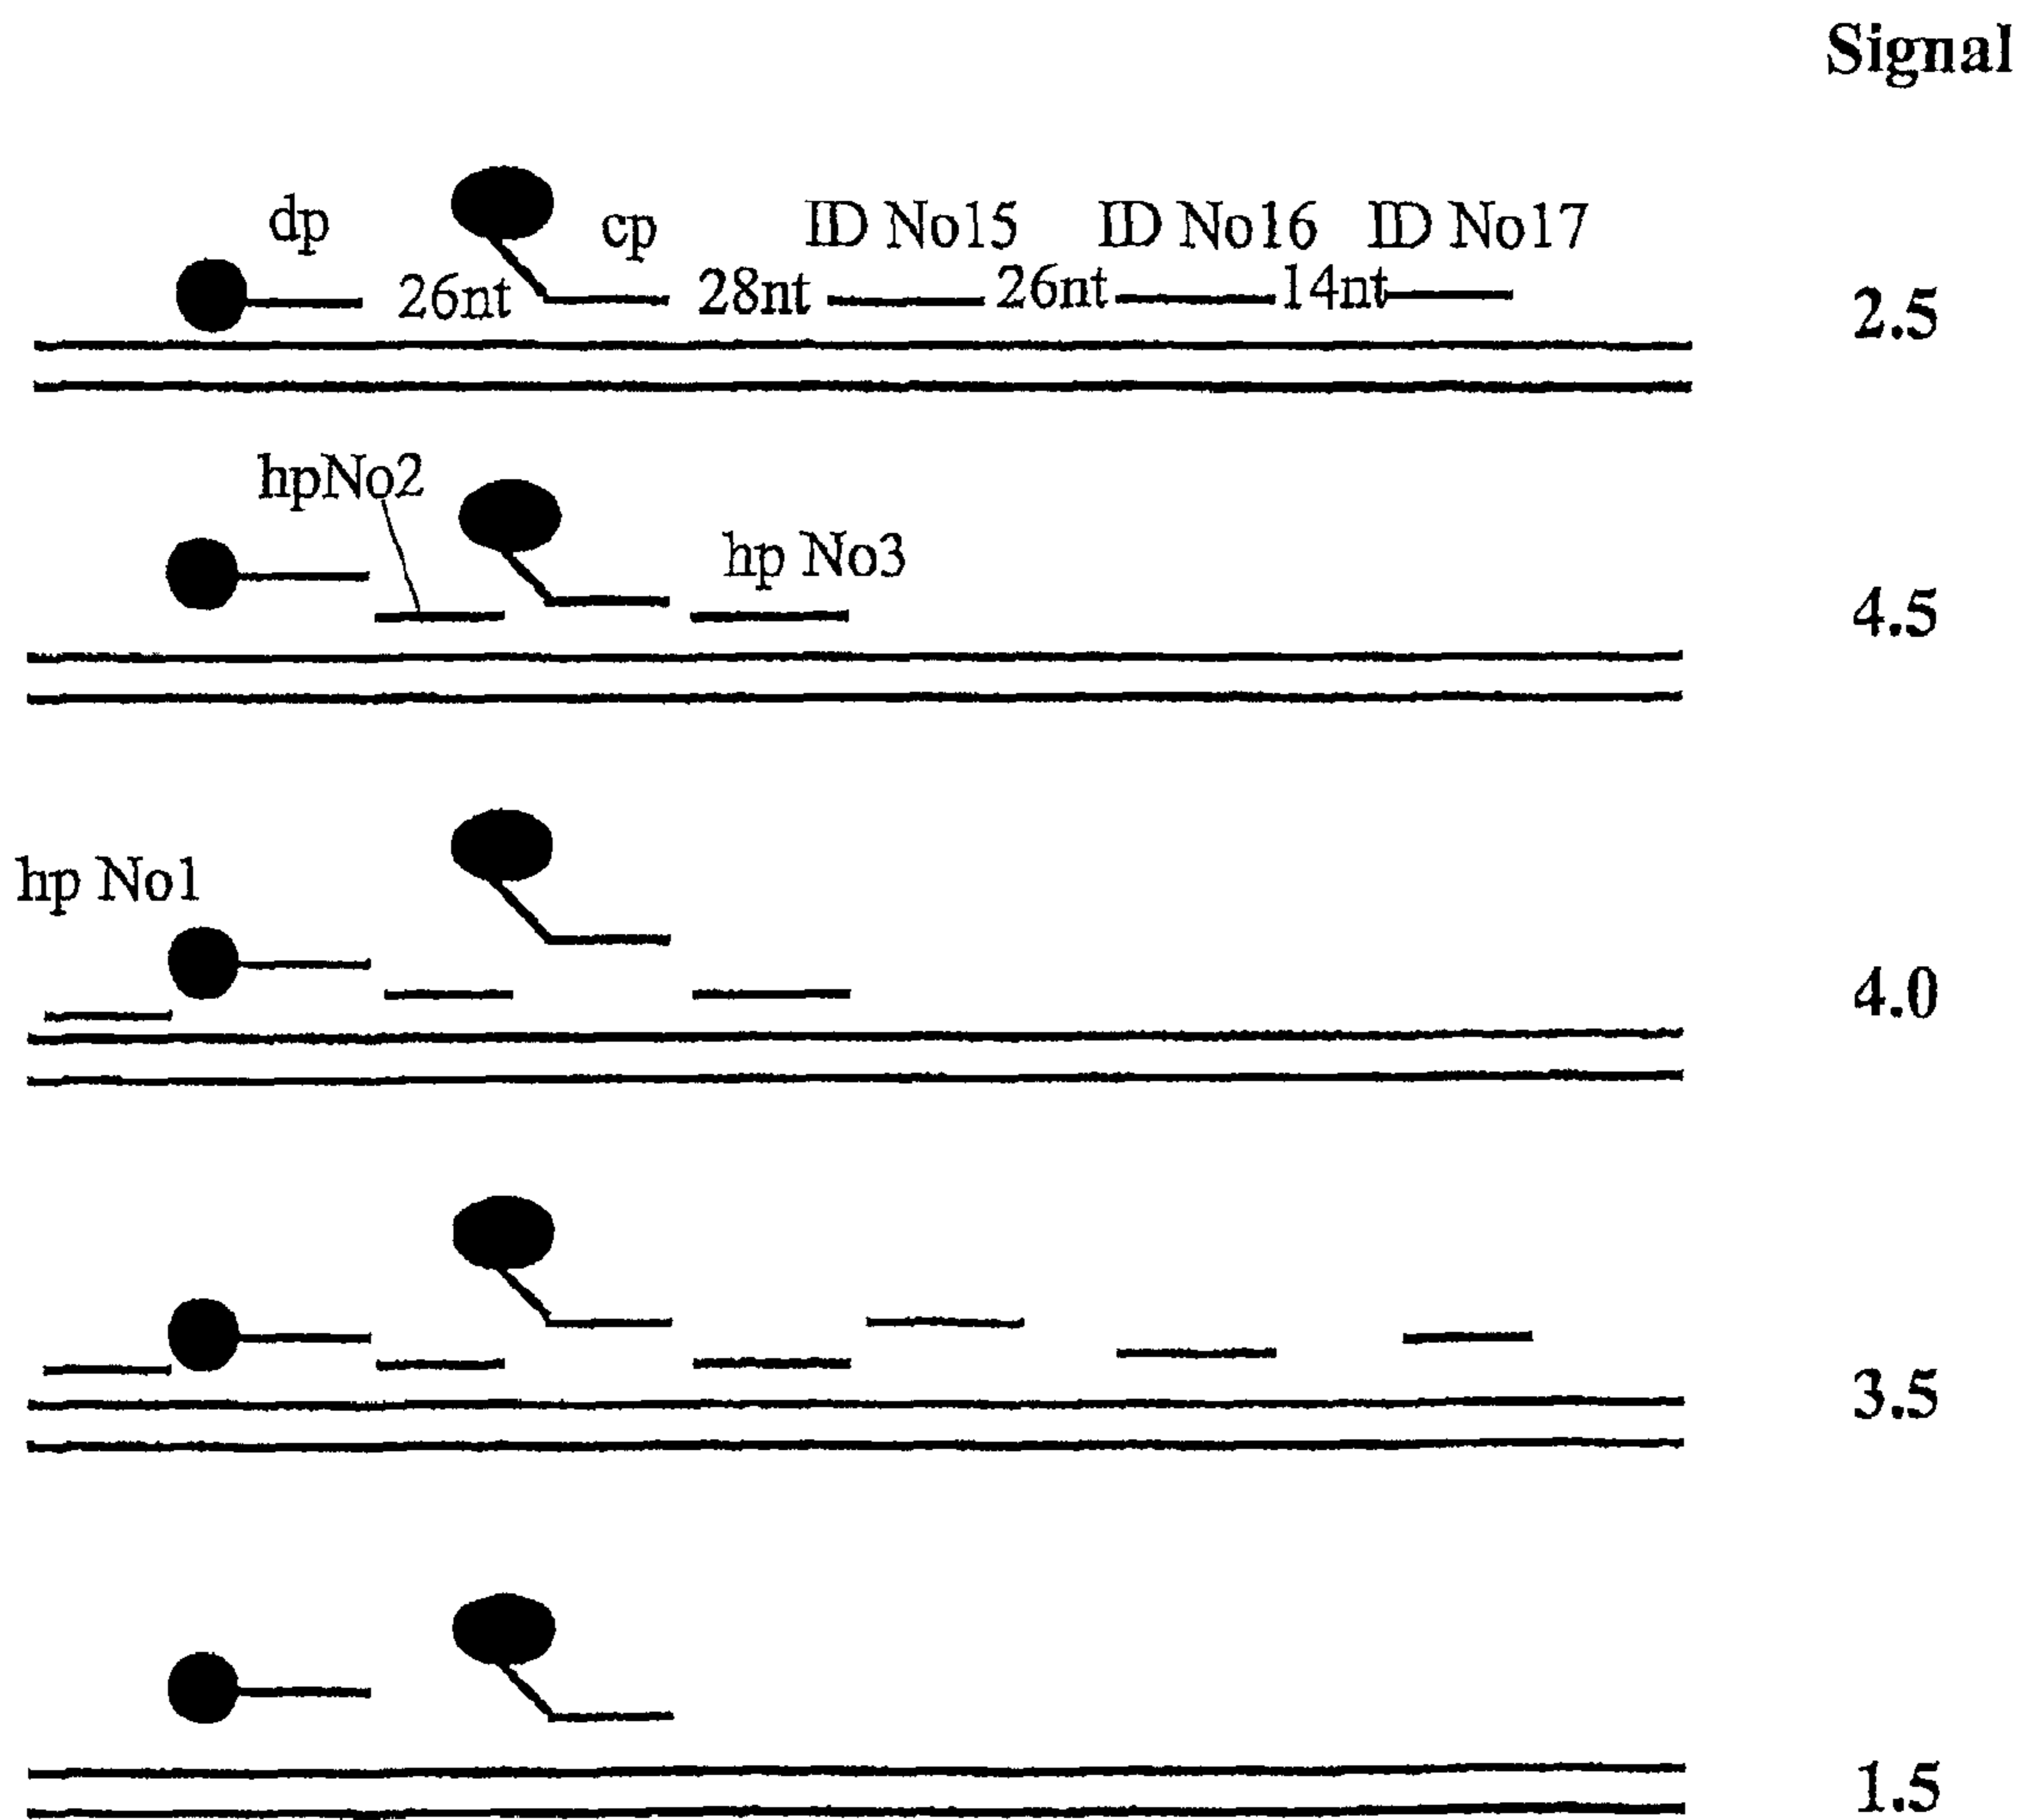 Signal
dp cp ID No15 ID No16 ID No17
26nt 28nt 26nt 14nt 2.5
hpNo2
hp No3
4.5
hp No1
4.0
3.5
1.5